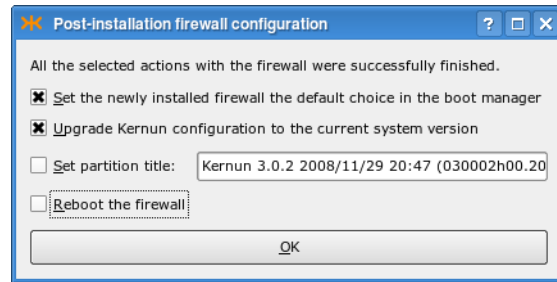 Post-installation firewall configuration
All the selected actions with the firewall were successfully finished.
Set the newly installed firewall the default choice in the boot manager
Upgrade Kernun configuration to the current system version
Set partition title: Kernun 3.0.2 2008/11/29 20:47 (030002h00.20
Reboot the firewall
OK